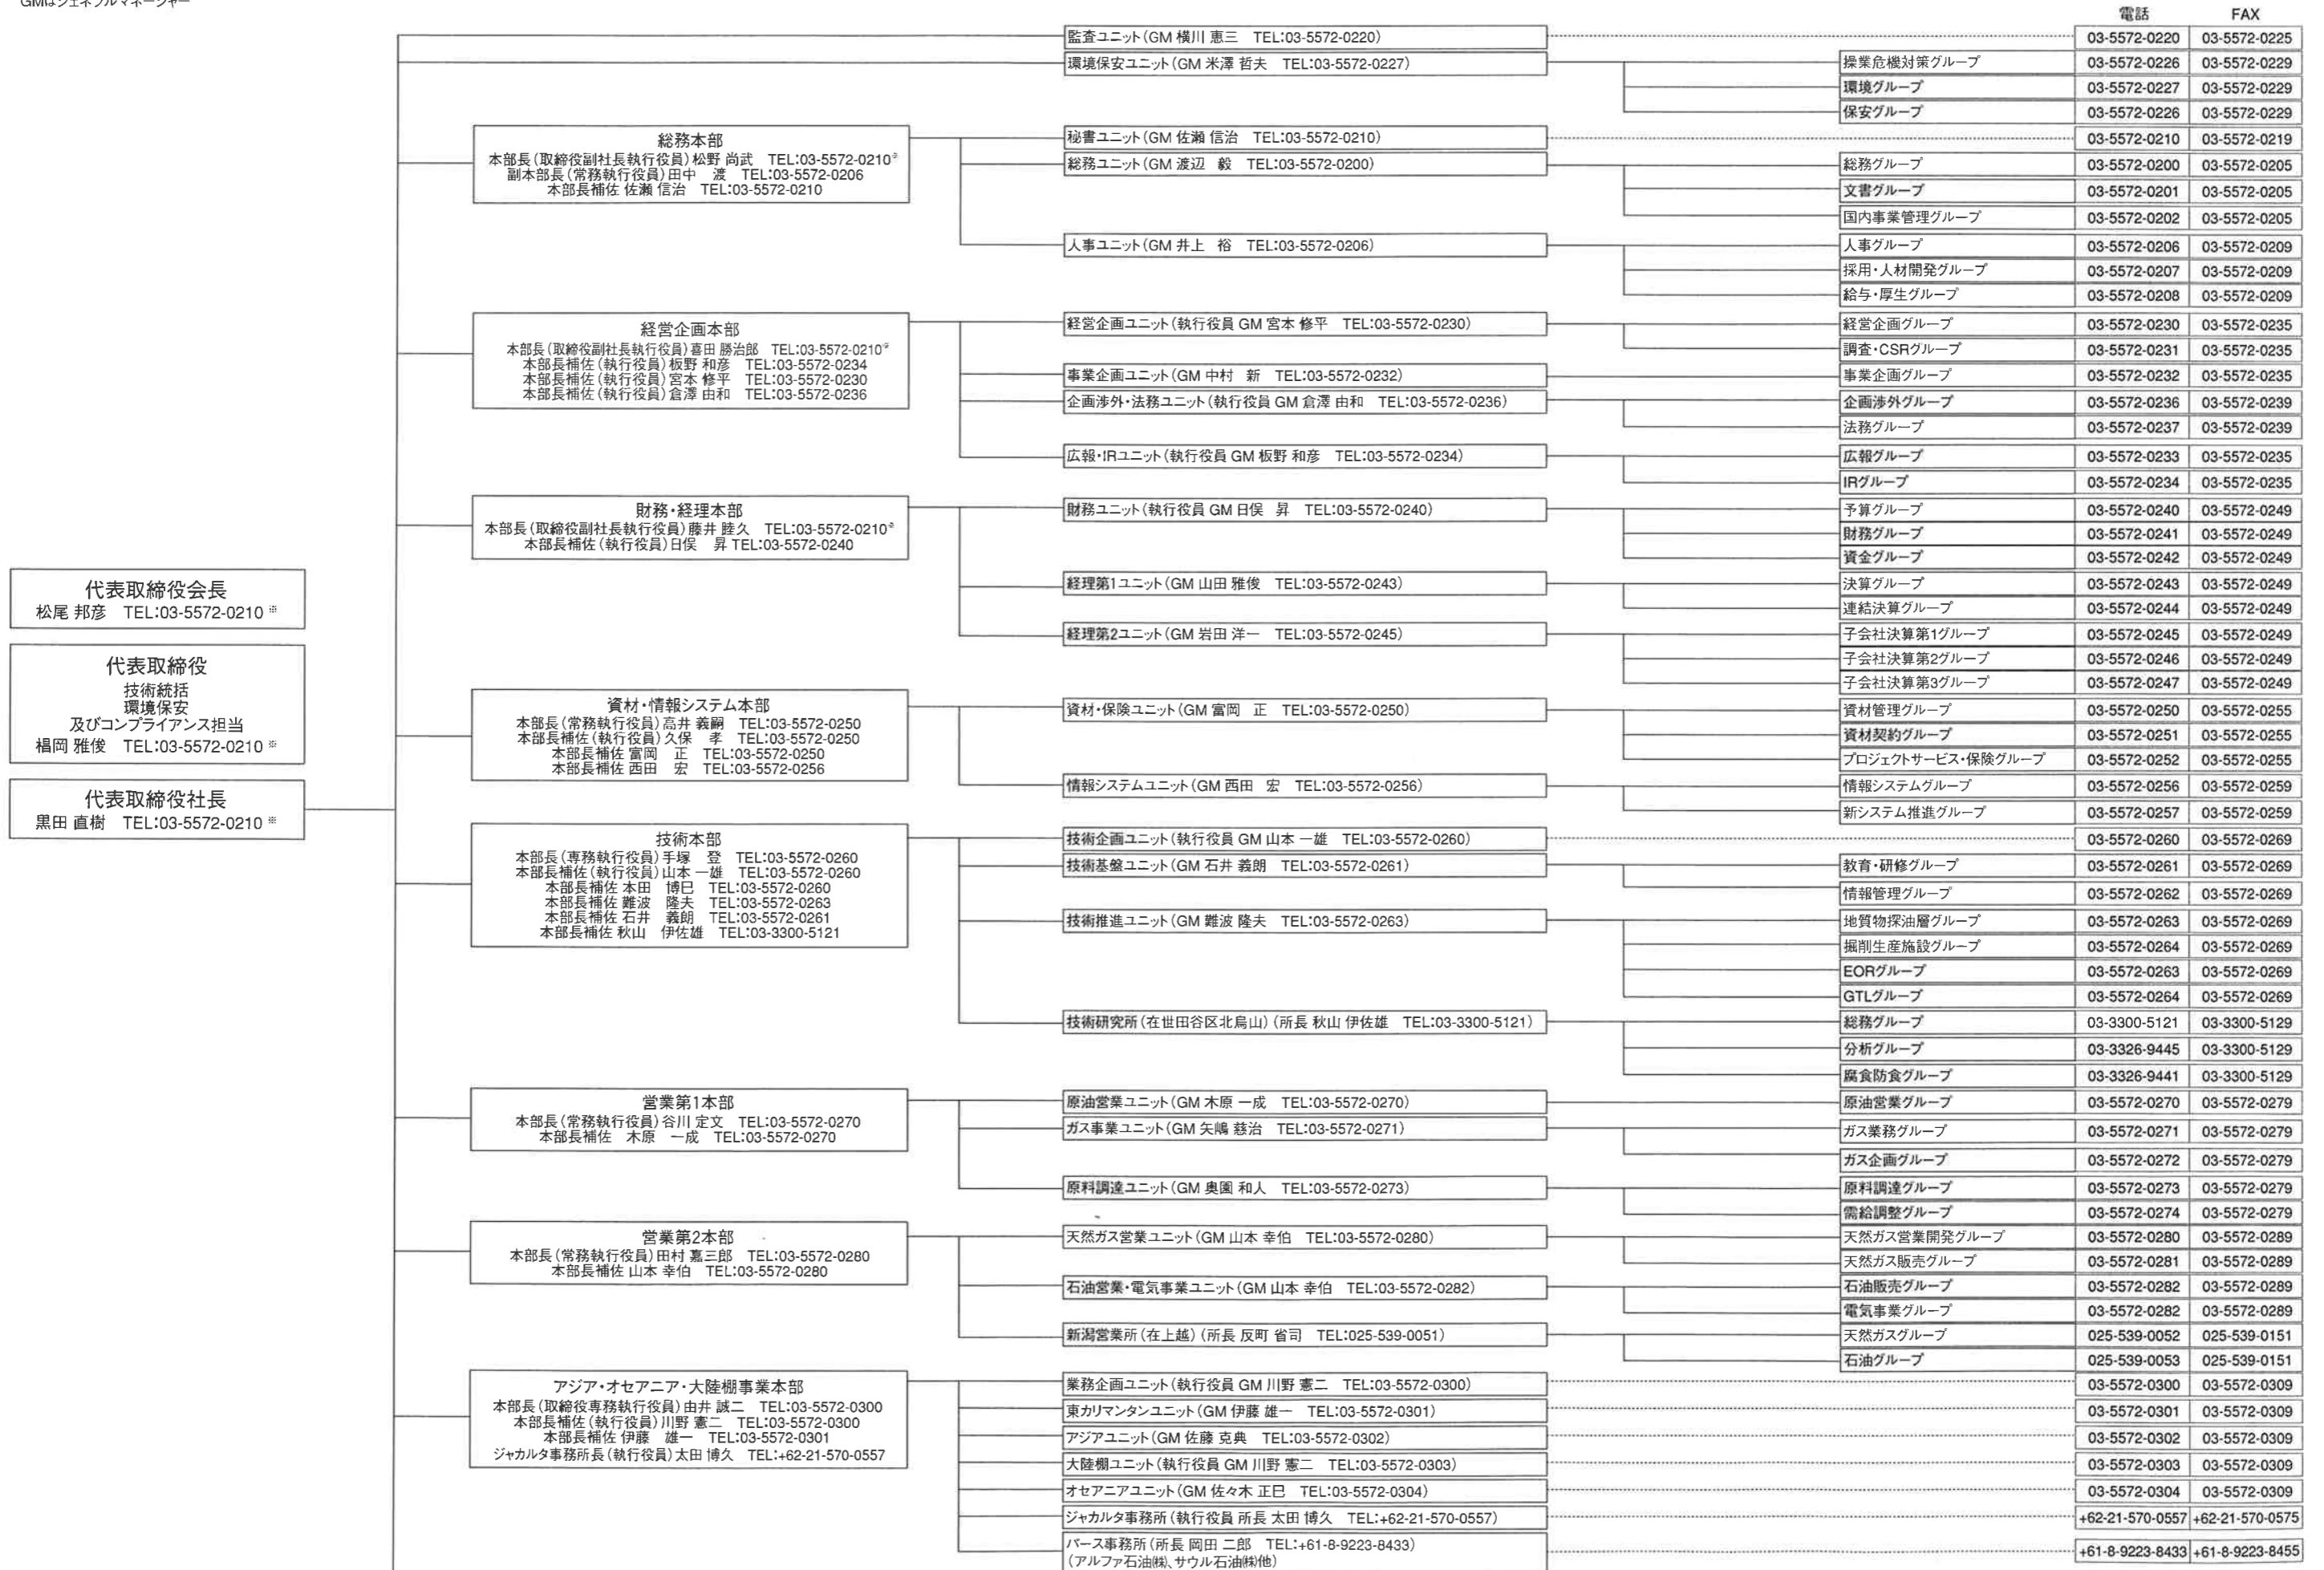 GMはジェネラルマネージャー
電話 FAX
監査ユニット(GM 横川 恵三 TEL:03-5572-0220) 03-5572-0220 03-5572-0225
環境保安ユニット(GM 米澤 哲夫 TEL:03-5572-0227) 操業危機対策グループ 03-5572-0226 03-5572-0229
環境グループ 03-5572-0227 03-5572-0229
保安グループ 03-5572-0226 03-5572-0229
総務本部
本部長(取締役副社長執行役員)松野 尚武 TEL:03-5572-0210※
副本部長(常務執行役員)田中 渡 TEL:03-5572-0206
本部長補佐 佐瀬 信治 TEL:03-5572-0210
秘書ユニット(GM 佐瀬 信治 TEL:03-5572-0210) 03-5572-0210 03-5572-0219
総務ユニット(GM 渡辺 毅 TEL:03-5572-0200) 総務グループ 03-5572-0200 03-5572-0205
文書グループ 03-5572-0201 03-5572-0205
国内事業管理グループ 03-5572-0202 03-5572-0205
人事ユニット(GM 井上 裕 TEL:03-5572-0206) 人事グループ 03-5572-0206 03-5572-0209
採用・人材開発グループ 03-5572-0207 03-5572-0209
給与・厚生グループ 03-5572-0208 03-5572-0209
経営企画本部
本部長(取締役副社長執行役員)喜田 勝治郎 TEL:03-5572-0210※
本部長補佐(執行役員)板野 和彦 TEL:03-5572-0234
本部長補佐(執行役員)宮本 修平 TEL:03-5572-0230
本部長補佐(執行役員)倉澤 由和 TEL:03-5572-0236
経営企画ユニット(執行役員 GM 宮本 修平 TEL:03-5572-0230) 経営企画グループ 03-5572-0230 03-5572-0235
調査・CSRグループ 03-5572-0231 03-5572-0235
事業企画ユニット(GM 中村 新 TEL:03-5572-0232) 事業企画グループ 03-5572-0232 03-5572-0235
企画渉外・法務ユニット(執行役員 GM 倉澤 由和 TEL:03-5572-0236) 企画渉外グループ 03-5572-0236 03-5572-0239
法務グループ 03-5572-0237 03-5572-0239
広報・IRユニット(執行役員 GM 板野 和彦 TEL:03-5572-0234) 広報グループ 03-5572-0233 03-5572-0235
IRグループ 03-5572-0234 03-5572-0235
財務・経理本部
本部長(取締役副社長執行役員)藤井 睦久 TEL:03-5572-0210※
本部長補佐(執行役員)日俣 昇 TEL:03-5572-0240
財務ユニット(執行役員 GM 日俣 昇 TEL:03-5572-0240) 予算グループ 03-5572-0240 03-5572-0249
財務グループ 03-5572-0241 03-5572-0249
資金グループ 03-5572-0242 03-5572-0249
経理第1ユニット(GM 山田 雅俊 TEL:03-5572-0243) 決算グループ 03-5572-0243 03-5572-0249
連結決算グループ 03-5572-0244 03-5572-0249
経理第2ユニット(GM 岩田 洋一 TEL:03-5572-0245) 子会社決算第1グループ 03-5572-0245 03-5572-0249
子会社決算第2グループ 03-5572-0246 03-5572-0249
子会社決算第3グループ 03-5572-0247 03-5572-0249
代表取締役会長
松尾 邦彦 TEL:03-5572-0210 ※
代表取締役
技術統括
環境保安
及びコンプライアンス担当
椙岡 雅俊 TEL:03-5572-0210 ※
代表取締役社長
黒田 直樹 TEL:03-5572-0210 ※
資材・情報システム本部
本部長(常務執行役員)高井 義嗣 TEL:03-5572-0250
本部長補佐(執行役員)久保 孝 TEL:03-5572-0250
本部長補佐 富岡 正 TEL:03-5572-0250
本部長補佐 西田 宏 TEL:03-5572-0256
資材・保険ユニット(GM 富岡 正 TEL:03-5572-0250) 資材管理グループ 03-5572-0250 03-5572-0255
資材契約グループ 03-5572-0251 03-5572-0255
プロジェクトサービス・保険グループ 03-5572-0252 03-5572-0255
情報システムユニット(GM 西田 宏 TEL:03-5572-0256) 情報システムグループ 03-5572-0256 03-5572-0259
新システム推進グループ 03-5572-0257 03-5572-0259
技術本部
本部長(専務執行役員)手塚 登 TEL:03-5572-0260
本部長補佐(執行役員)山本 一雄 TEL:03-5572-0260
本部長補佐 本田 博巳 TEL:03-5572-0260
本部長補佐 難波 隆夫 TEL:03-5572-0263
本部長補佐 石井 義朗 TEL:03-5572-0261
本部長補佐 秋山 伊佐雄 TEL:03-3300-5121
技術企画ユニット(執行役員 GM 山本 一雄 TEL:03-5572-0260) 03-5572-0260 03-5572-0269
技術基盤ユニット(GM 石井 義朗 TEL:03-5572-0261) 教育・研修グループ 03-5572-0261 03-5572-0269
情報管理グループ 03-5572-0262 03-5572-0269
技術推進ユニット(GM 難波 隆夫 TEL:03-5572-0263) 地質物探油層グループ 03-5572-0263 03-5572-0269
掘削生産施設グループ 03-5572-0264 03-5572-0269
EORグループ 03-5572-0263 03-5572-0269
GTLグループ 03-5572-0264 03-5572-0269
技術研究所(在世田谷区北烏山)(所長 秋山 伊佐雄 TEL:03-3300-5121) 総務グループ 03-3300-5121 03-3300-5129
分析グループ 03-3326-9445 03-3300-5129
腐食防食グループ 03-3326-9441 03-3300-5129
営業第1本部
本部長(常務執行役員)谷川 定文 TEL:03-5572-0270
本部長補佐 木原 一成 TEL:03-5572-0270
原油営業ユニット(GM 木原 一成 TEL:03-5572-0270) 原油営業グループ 03-5572-0270 03-5572-0279
ガス事業ユニット(GM 矢嶋 慈治 TEL:03-5572-0271) ガス業務グループ 03-5572-0271 03-5572-0279
ガス企画グループ 03-5572-0272 03-5572-0279
原料調達ユニット(GM 奥園 和人 TEL:03-5572-0273) 原料調達グループ 03-5572-0273 03-5572-0279
需給調整グループ 03-5572-0274 03-5572-0279
営業第2本部
本部長(常務執行役員)田村 嘉三郎 TEL:03-5572-0280
本部長補佐 山本 幸伯 TEL:03-5572-0280
天然ガス営業ユニット(GM 山本 幸伯 TEL:03-5572-0280) 天然ガス営業開発グループ 03-5572-0280 03-5572-0289
天然ガス販売グループ 03-5572-0281 03-5572-0289
石油営業・電気事業ユニット(GM 山本 幸伯 TEL:03-5572-0282) 石油販売グループ 03-5572-0282 03-5572-0289
電気事業グループ 03-5572-0282 03-5572-0289
新潟営業所(在上越)(所長 反町 省司 TEL:025-539-0051) 天然ガスグループ 025-539-0052 025-539-0151
石油グループ 025-539-0053 025-539-0151
アジア・オセアニア・大陸棚事業本部
本部長(取締役専務執行役員)由井 誠二 TEL:03-5572-0300
本部長補佐(執行役員)川野 憲二 TEL:03-5572-0300
本部長補佐 伊藤 雄一 TEL:03-5572-0301
ジャカルタ事務所長(執行役員)太田 博久 TEL:+62-21-570-0557
業務企画ユニット(執行役員 GM 川野 憲二 TEL:03-5572-0300) 03-5572-0300 03-5572-0309
東カリマンタンユニット(GM 伊藤 雄一 TEL:03-5572-0301) 03-5572-0301 03-5572-0309
アジアユニット(GM 佐藤 克典 TEL:03-5572-0302) 03-5572-0302 03-5572-0309
大陸棚ユニット(執行役員 GM 川野 憲二 TEL:03-5572-0303) 03-5572-0303 03-5572-0309
オセアニアユニット(GM 佐々木 正巳 TEL:03-5572-0304) 03-5572-0304 03-5572-0309
ジャカルタ事務所(執行役員 所長 太田 博久 TEL:+62-21-570-0557) +62-21-570-0557 +62-21-570-0575
パース事務所(所長 岡田 二郎 TEL:+61-8-9223-8433) +61-8-9223-8433 +61-8-9223-8455
(アルファ石油㈱、サウル石油㈱他)